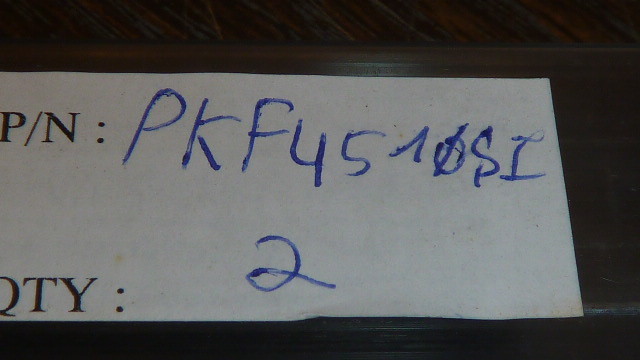 P/N : PKF4510SI
QTY : 2